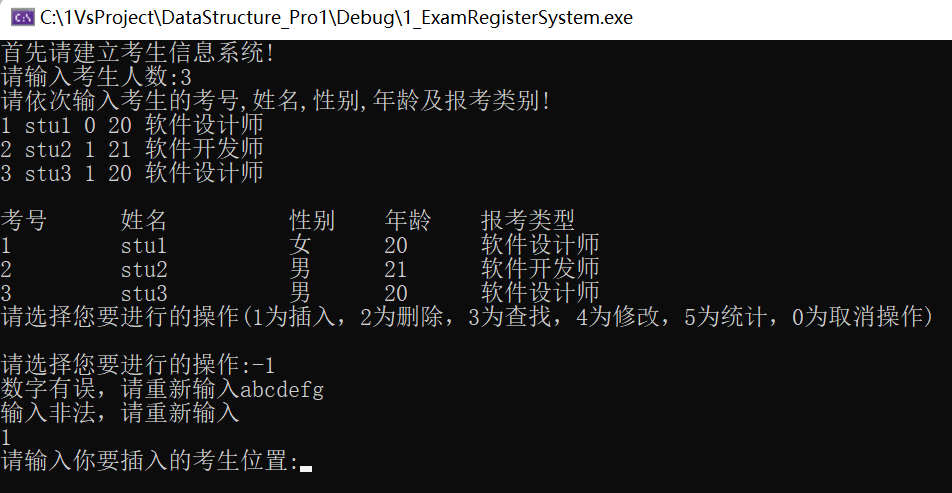 C:\1VsProject\DataStructure_Pro1\Debug\1_ExamRegisterSystem.exe
首先请建立考生信息系统!
请输入考生人数:3
请依次输入考生的考号,姓名,性别,年龄及报考类别!
1 stu1 0 20 软件设计师
2 stu2 1 21 软件开发师
3 stu3 1 20 软件设计师
考号 姓名 性别 年龄 报考类型
1 stu1 女 20 软件设计师
2 stu2 男 21 软件开发师
3 stu3 男 20 软件设计师
请选择您要进行的操作(1为插入，2为删除，3为查找，4为修改，5为统计，0为取消操作)
请选择您要进行的操作:-1
数字有误，请重新输入abcdefg
输入非法，请重新输入
1
请输入你要插入的考生位置: